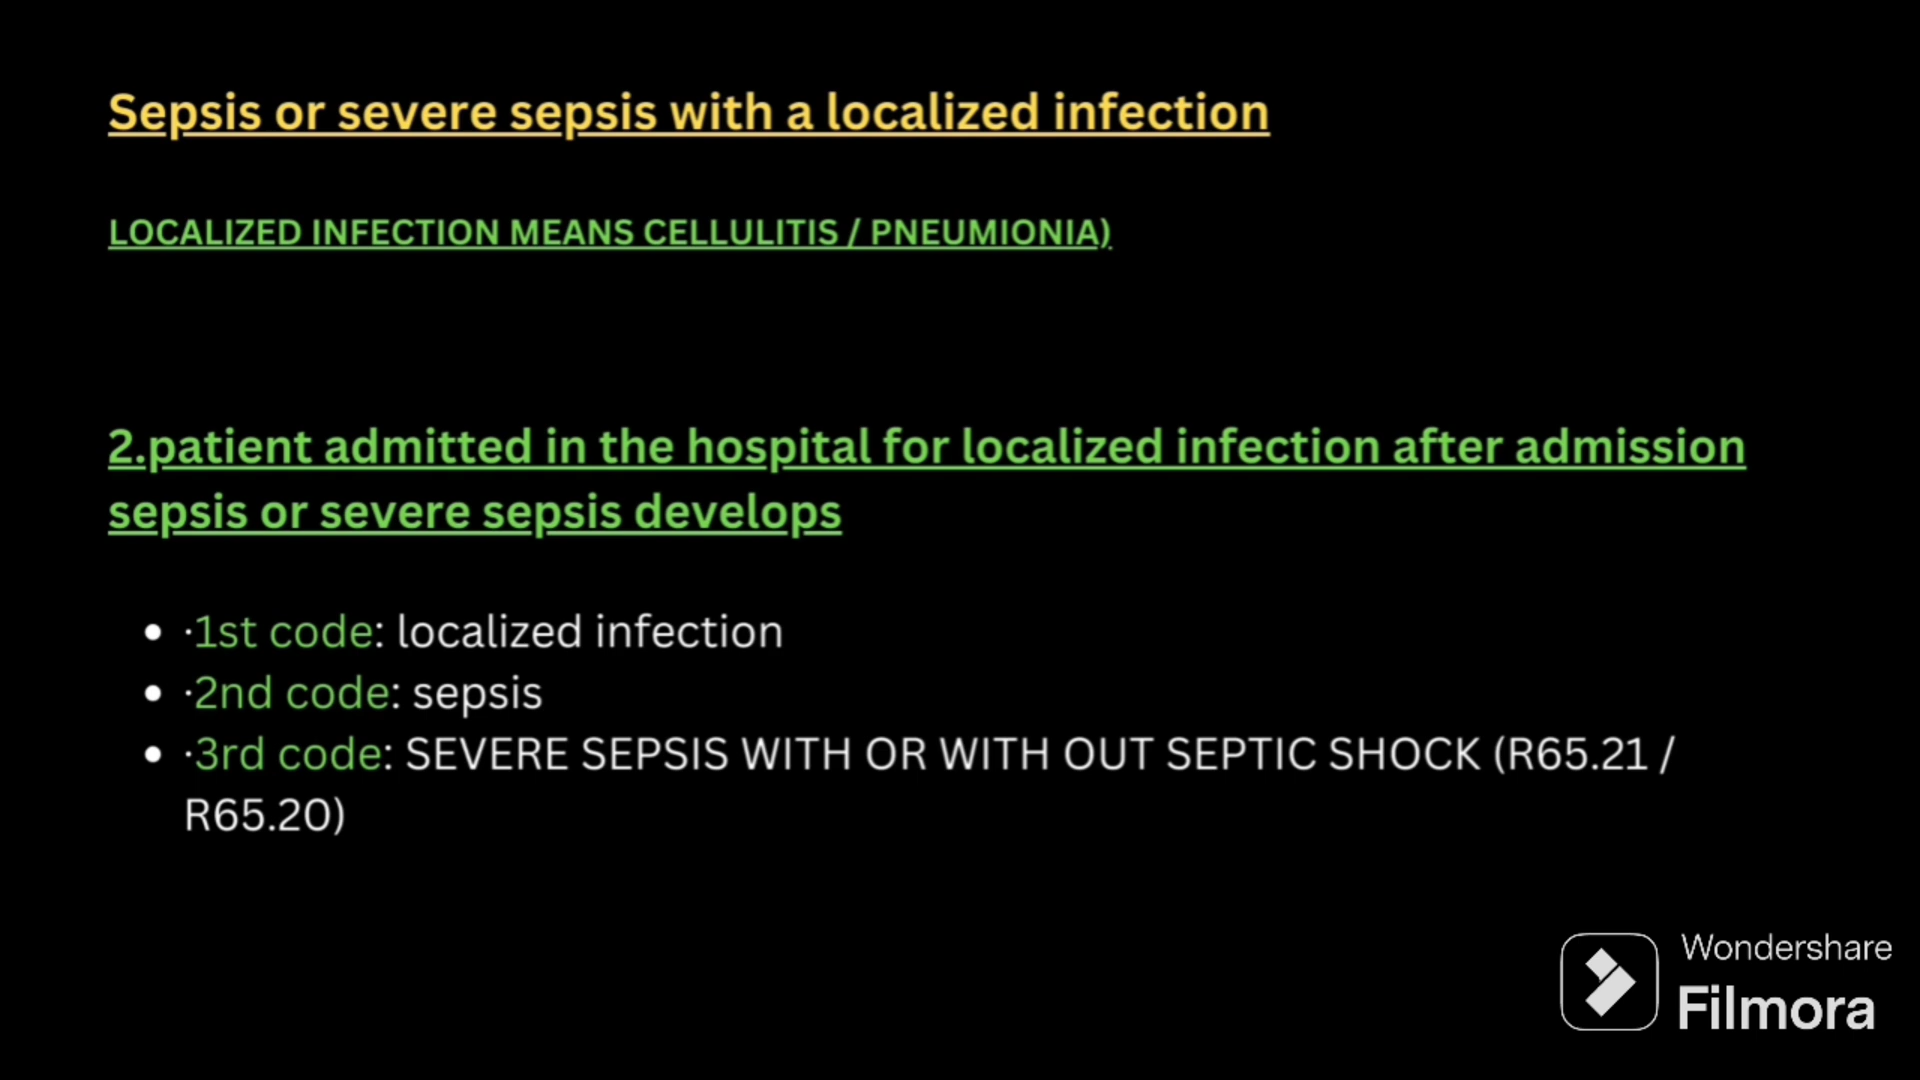 Sepsis or severe sepsis with a localized infection
LOCALIZED INFECTION MEANS CELLULITIS / PNEUMIONIA)
2.patient admitted in the hospital for localized infection after admission
sepsis or severe sepsis develops
• ·1st code: localized infection
• ·2nd code: sepsis
• ·3rd code: SEVERE SEPSIS WITH OR WITH OUT SEPTIC SHOCK (R65.21 /
R65.20)
Wondershare
Filmora